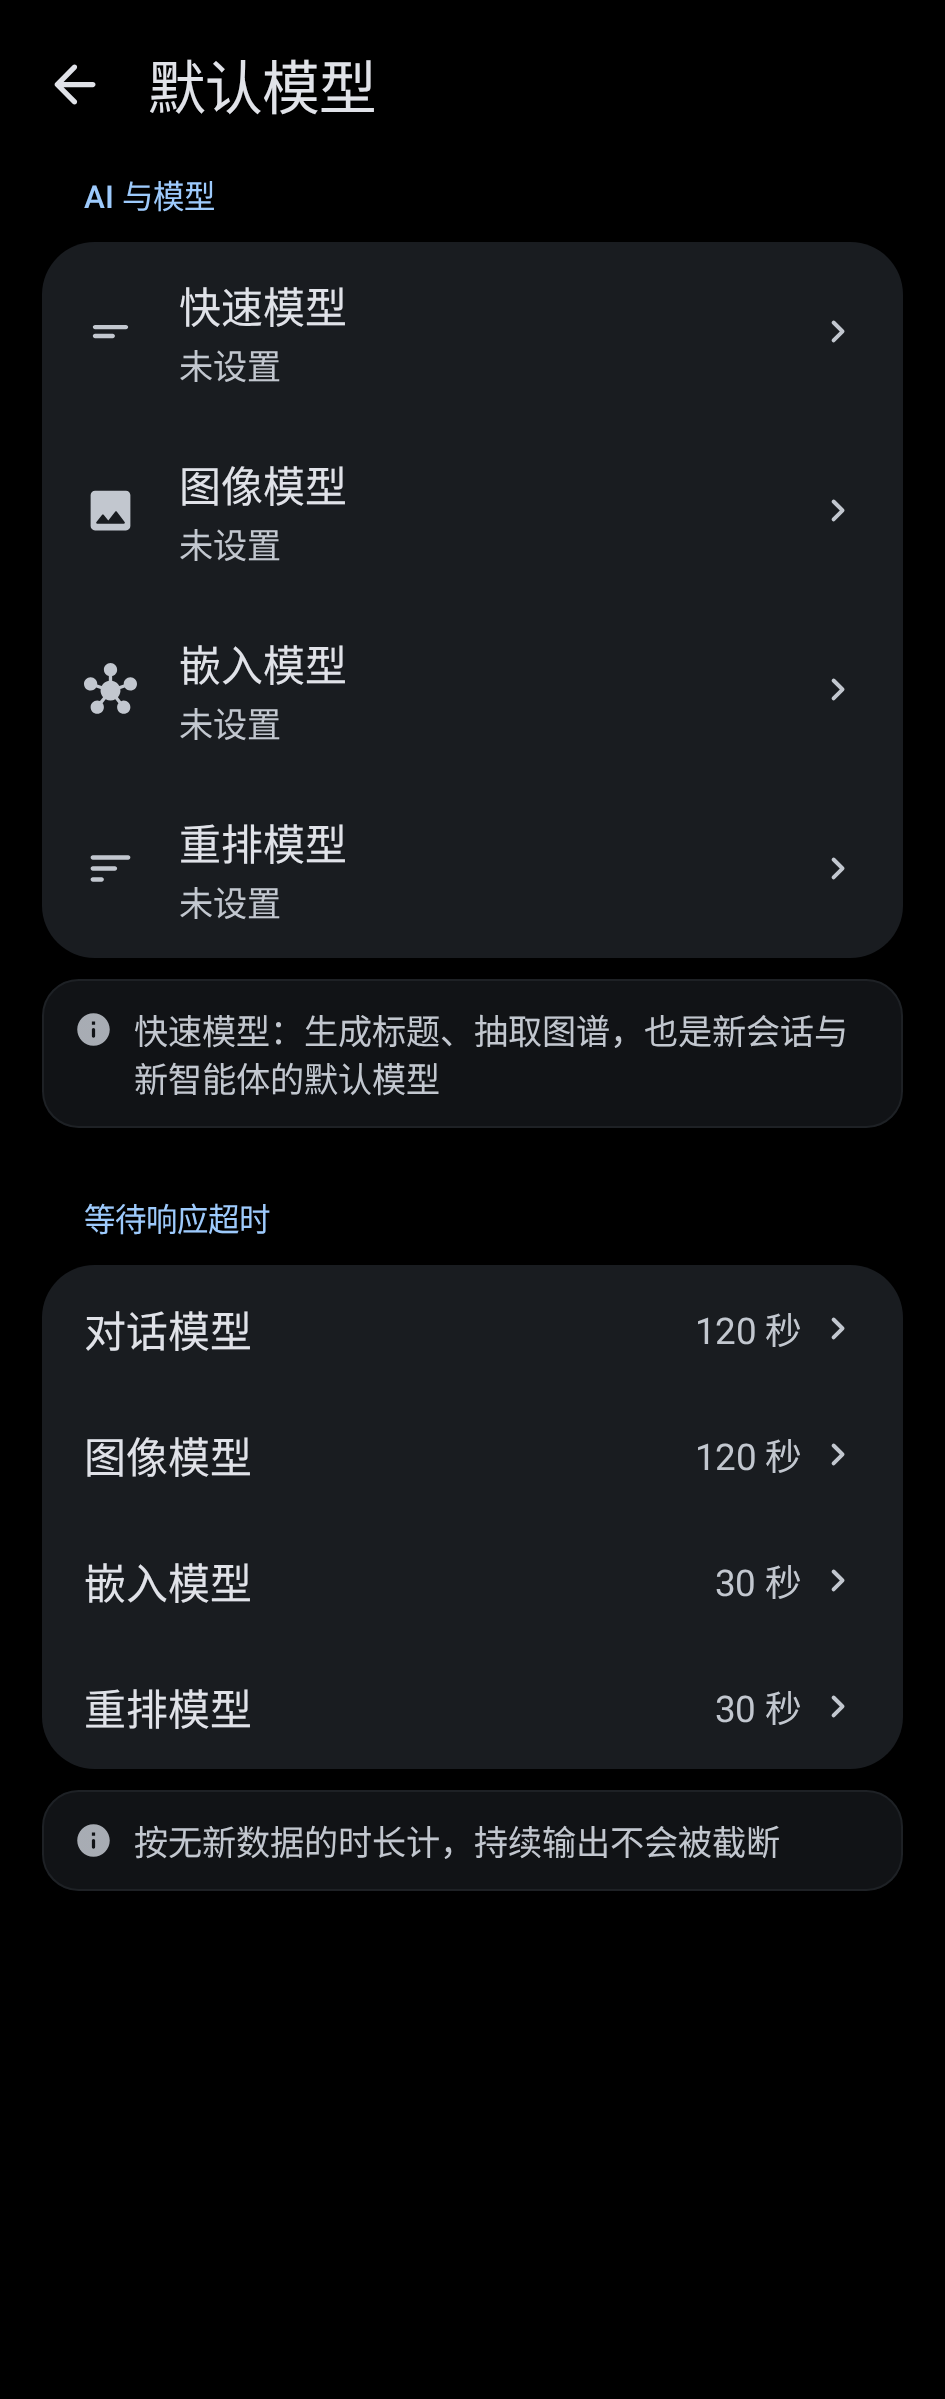 默认模型
AI 与模型
快速模型
未设置
图像模型
未设置
嵌入模型
未设置
重排模型
未设置
快速模型：生成标题、抽取图谱，也是新会话与
新智能体的默认模型
等待响应超时
对话模型 120 秒
图像模型 120 秒
嵌入模型 30 秒
重排模型 30 秒
按无新数据的时长计，持续输出不会被截断